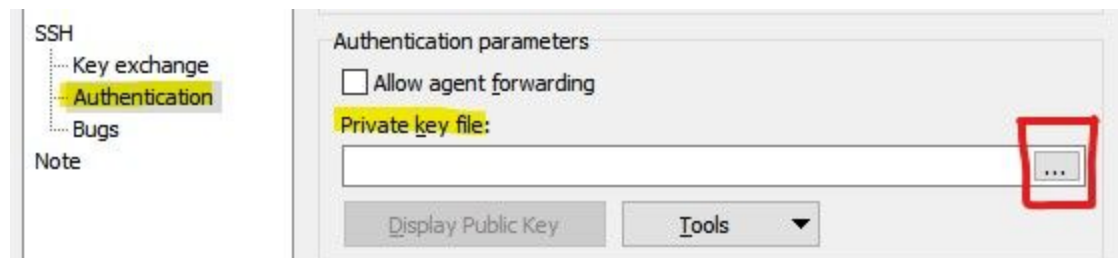 SSH
Key exchange
Authentication
Bugs
Note
Authentication parameters
Allow agent forwarding
Private key file:
...
Display Public Key
Tools